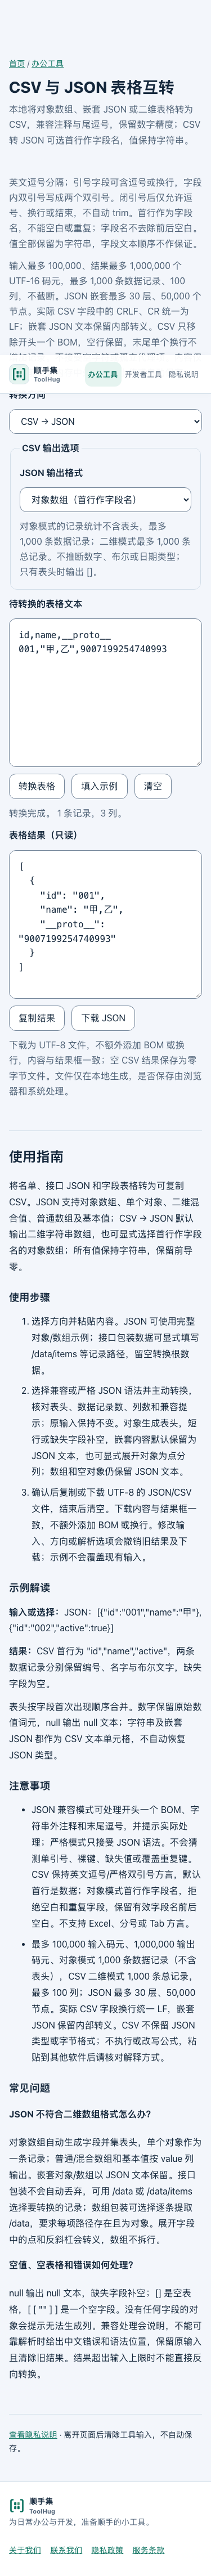 首页 / 办公工具
CSV 与 JSON 表格互转
本地将对象数组、嵌套 JSON 或二维表格转为
CSV，兼容注释与尾逗号，保留数字精度；CSV
转 JSON 可选首行作字段名，值保持字符串。
英文逗号分隔；引号字段可含逗号或换行，字段
内双引号写成两个双引号。闭引号后仅允许逗
号、换行或结束，不自动 trim。首行作为字段
名，不能空白或重复；字段名不去除前后空白。
值全部保留为字符串，字段文本顺序不作保证。
输入最多 100,000、结果最多 1,000,000 个
UTF-16 码元，最多 1,000 条数据记录、100
列，不截断。JSON 嵌套最多 30 层、50,000 个
节点。实际 CSV 字段中的 CRLF、CR 统一为
LF；嵌套 JSON 文本保留内部转义。CSV 只移
除开头一个 BOM，空行保留，末尾单个换行不
顺手集
ToolHug
办公工具
开发者工具
隐私说明
转换方向
CSV → JSON
CSV 输出选项
JSON 输出格式
对象数组（首行作字段名）
对象模式的记录统计不含表头，最多
1,000 条数据记录；二维模式最多 1,000 条
总记录。不推断数字、布尔或日期类型；
只有表头时输出 []。
待转换的表格文本
id,name,__proto__
001,"甲,乙",9007199254740993
转换表格
填入示例
清空
转换完成。 1 条记录，3 列。
表格结果（只读）
[
{
"id": "001",
"name": "甲,乙",
"__proto__":
"9007199254740993"
}
]
复制结果
下载 JSON
下载为 UTF-8 文件，不额外添加 BOM 或换
行，内容与结果框一致；空 CSV 结果保存为零
字节文件。文件仅在本地生成，是否保存由浏览
器和系统处理。
使用指南
将名单、接口 JSON 和字段表格转为可复制
CSV。JSON 支持对象数组、单个对象、二维混
合值、普通数组及基本值；CSV → JSON 默认
输出二维字符串数组，也可显式选择首行作字段
名的对象数组；所有值保持字符串，保留前导
零。
使用步骤
1. 选择方向并粘贴内容。JSON 可使用完整
对象/数组示例；接口包装数据可显式填写
/data/items 等记录路径，留空转换根数
据。
2. 选择兼容或严格 JSON 语法并主动转换，
核对表头、数据记录数、列数和兼容提
示；原输入保持不变。对象生成表头，短
行或缺失字段补空，嵌套内容默认保留为
JSON 文本，也可显式展开对象为点分
列；数组和空对象仍保留 JSON 文本。
3. 确认后复制或下载 UTF-8 的 JSON/CSV
文件，结束后清空。下载内容与结果框一
致，不额外添加 BOM 或换行。修改输
入、方向或解析选项会撤销旧结果及下
载；示例不会覆盖现有输入。
示例解读
输入或选择：JSON：[{"id":"001","name":"甲"},
{"id":"002","active":true}]
结果：CSV 首行为 "id","name","active"，两条
数据记录分别保留编号、名字与布尔文字，缺失
字段为空。
表头按字段首次出现顺序合并。数字保留原始数
值词元，null 输出 null 文本；字符串及嵌套
JSON 都作为 CSV 文本单元格，不自动恢复
JSON 类型。
注意事项
• JSON 兼容模式可处理开头一个 BOM、字
符串外注释和末尾逗号，并提示实际处
理；严格模式只接受 JSON 语法。不会猜
测单引号、裸键、缺失值或覆盖重复键。
CSV 保持英文逗号/严格双引号方言，默认
首行是数据；对象模式首行作字段名，拒
绝空白和重复字段，保留有效字段名前后
空白。不支持 Excel、分号或 Tab 方言。
• 最多 100,000 输入码元、1,000,000 输出
码元、对象模式 1,000 条数据记录（不含
表头），CSV 二维模式 1,000 条总记录，
最多 100 列；JSON 最多 30 层、50,000
节点。实际 CSV 字段换行统一 LF，嵌套
JSON 保留内部转义。CSV 不保留 JSON
类型或字节格式；不执行或改写公式，粘
贴到其他软件后请核对解释方式。
常见问题
JSON 不符合二维数组格式怎么办？
对象数组自动生成字段并集表头，单个对象作为
一条记录；普通/混合数组和基本值按 value 列
输出。嵌套对象/数组以 JSON 文本保留。接口
包装不会自动丢弃，可用 /data 或 /data/items
选择要转换的记录；数组包装可选择逐条提取
/data，要求每项路径存在且为对象。展开字段
中的点和反斜杠会转义，数组不拆行。
空值、空表格和错误如何处理？
null 输出 null 文本，缺失字段补空；[] 是空表
格，[ [ "" ] ] 是一个空字段。没有任何字段的对
象会提示无法生成列。兼容处理会说明，不能可
靠解析时给出中文错误和语法位置，保留原输入
且清除旧结果。结果超出输入上限时不能直接反
向转换。
查看隐私说明 · 离开页面后清除工具输入，不自动保
存。
顺手集
ToolHug
为日常办公与开发，准备顺手的小工具。
关于我们
联系我们
隐私政策
服务条款